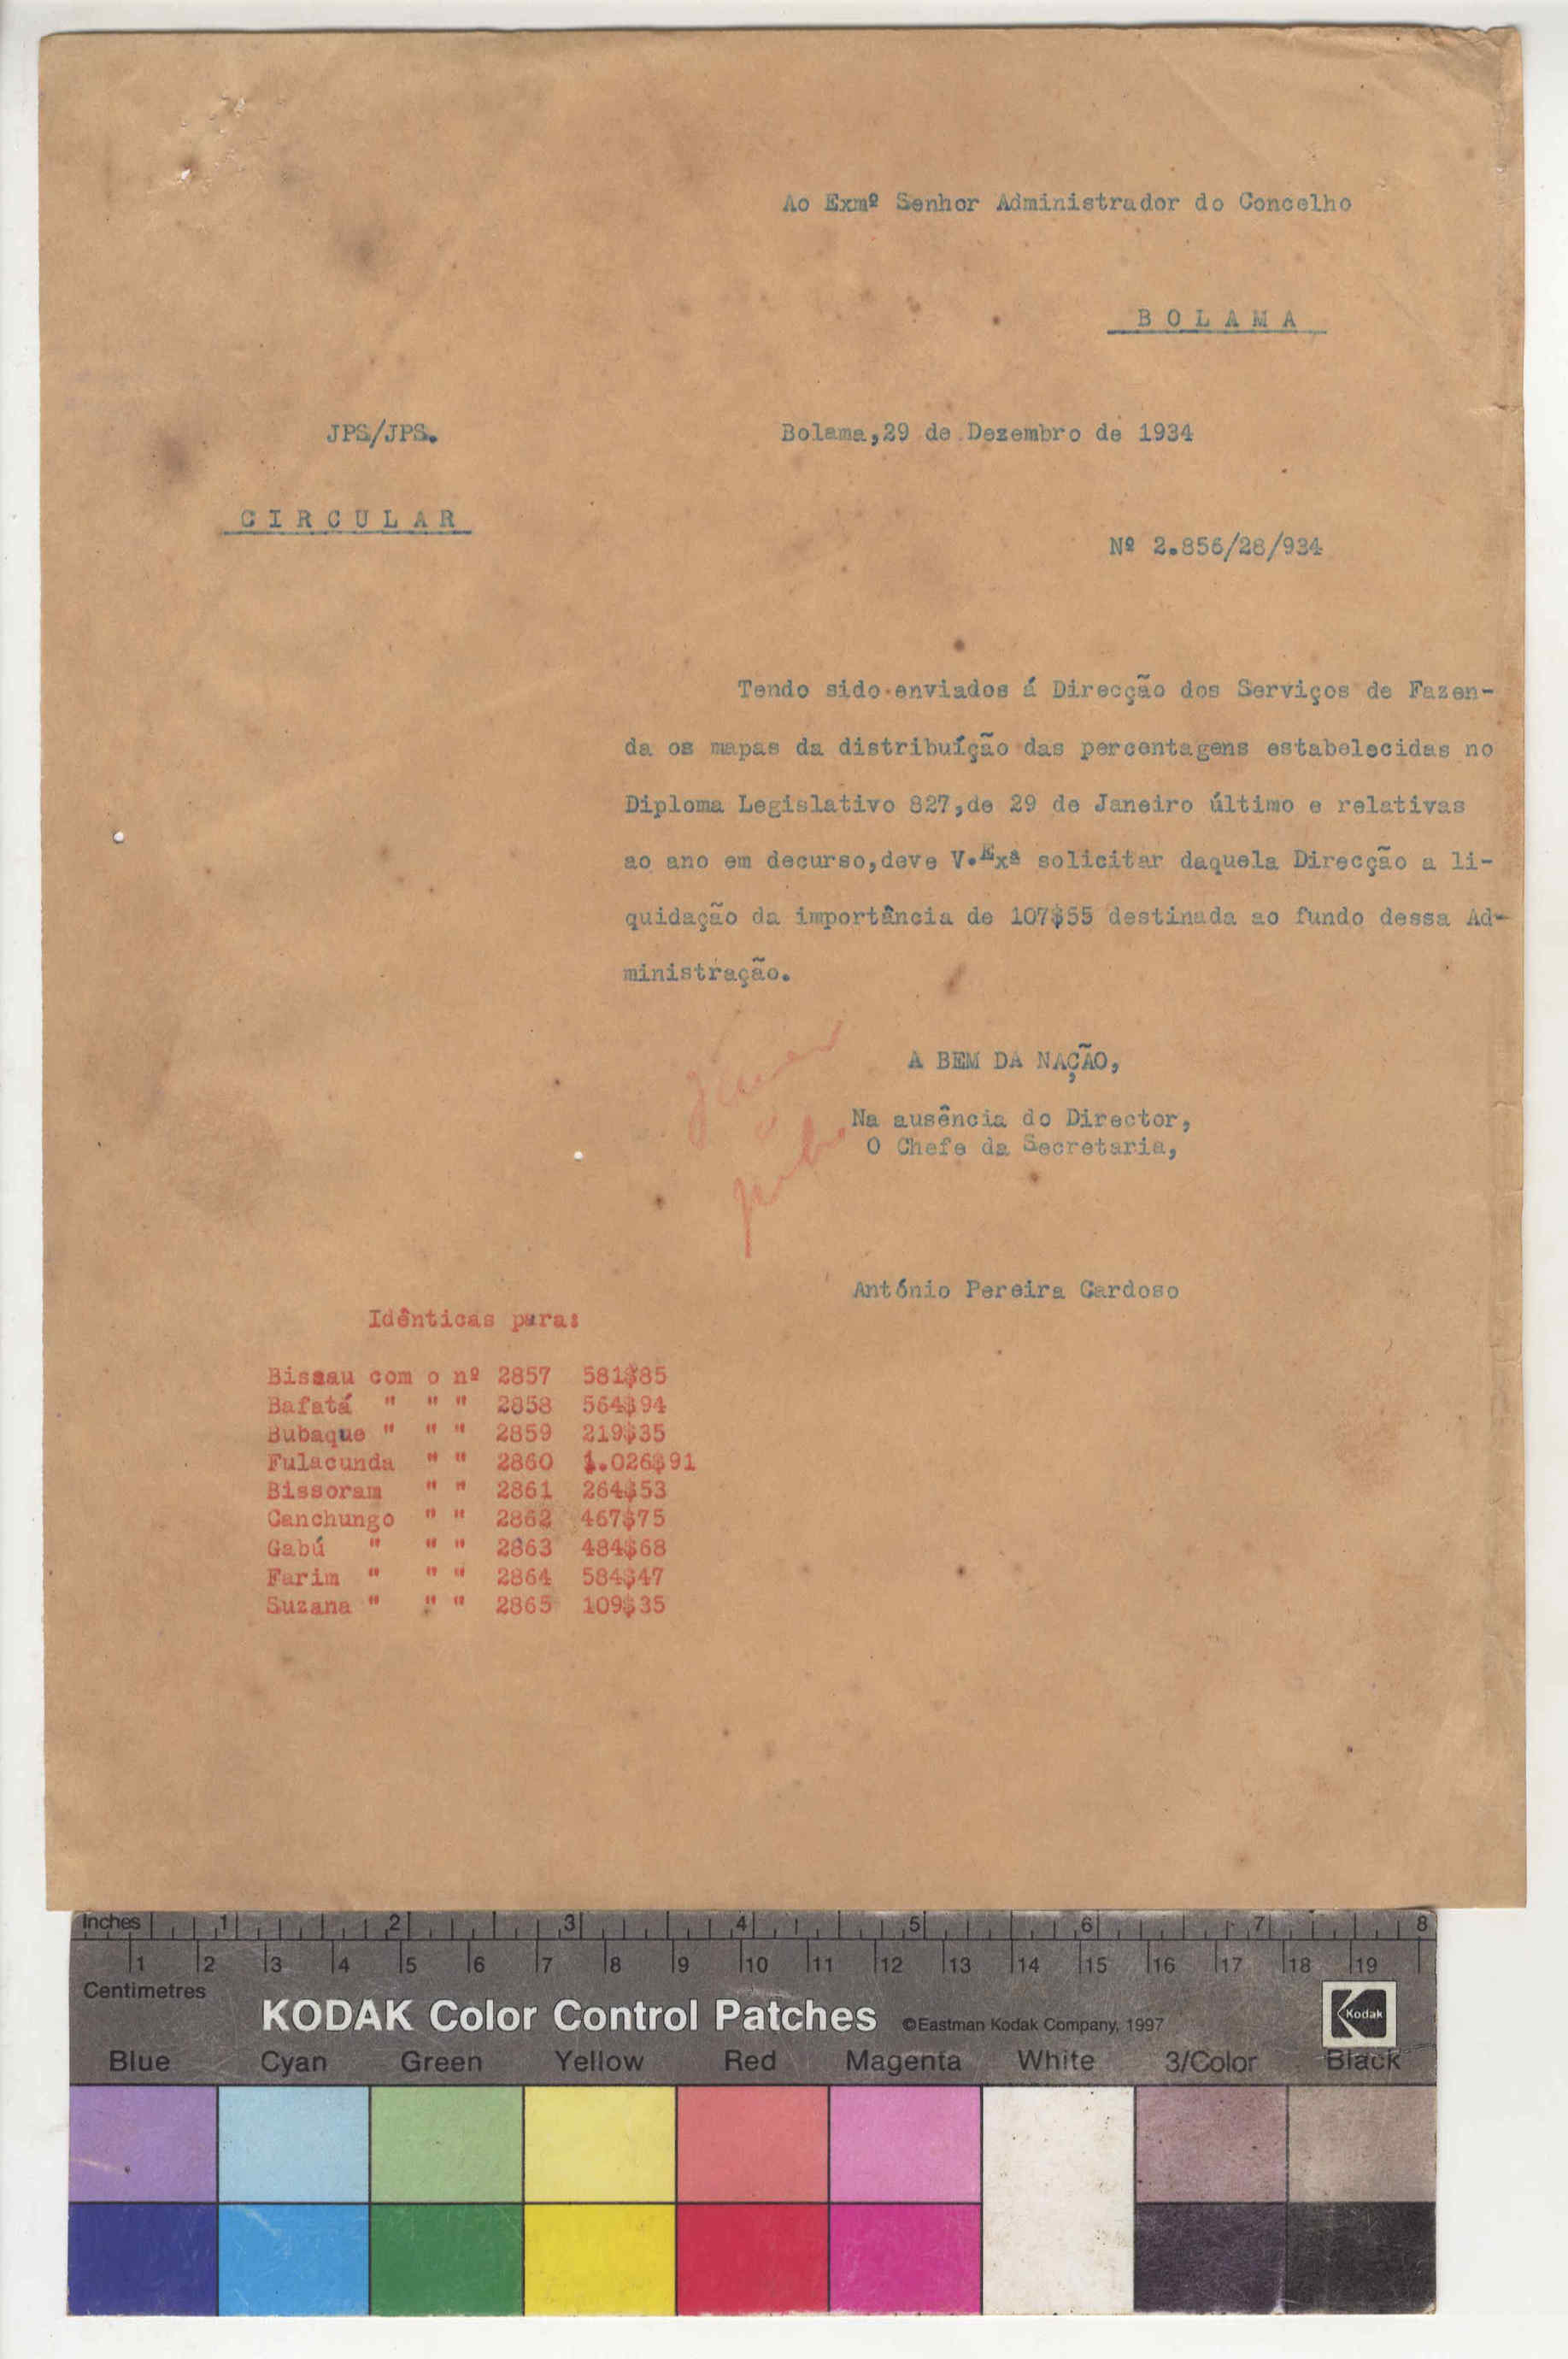 Ao Exmº Senhor Administrador do Concelho
B O L A M A
JPS/JPS.
Bolama,29 de Dezembro de 1934
C I R C U L A R
Nº 2.856/28/934
Tendo sido enviados á Direcção dos Serviços de Fazen-
da os mapas da distribuíção das percentagens estabelecidas no
Diploma Legislativo 827,de 29 de Janeiro último e relativas
ao ano em decurso,deve V.Exª solicitar daquela Direcção a li-
quidação da importância de 107$55 destinada ao fundo dessa Ad-
ministração.
A BEM DA NAÇÃO,
Na ausência do Director,
O Chefe da Secretaria,
António Pereira Cardoso
Idênticas para:
Bissau com o nº 2857 581$85
Bafatá " " " 2858 564$94
Bubaque " " " 2859 219$35
Fulacunda " " 2860 1.026$91
Bissoram " " 2861 264$53
Canchungo " " 2862 467$75
Gabú " " " 2863 484$68
Farim " " " 2864 584$47
Suzana " " " 2865 109$35
Inches 1 2 3 4 5 6 7 8
1 2 3 4 5 6 7 8 9 10 11 12 13 14 15 16 17 18 19
Centimetres
KODAK Color Control Patches ©Eastman Kodak Company, 1997 Kodak
Blue Cyan Green Yellow Red Magenta White 3/Color Black